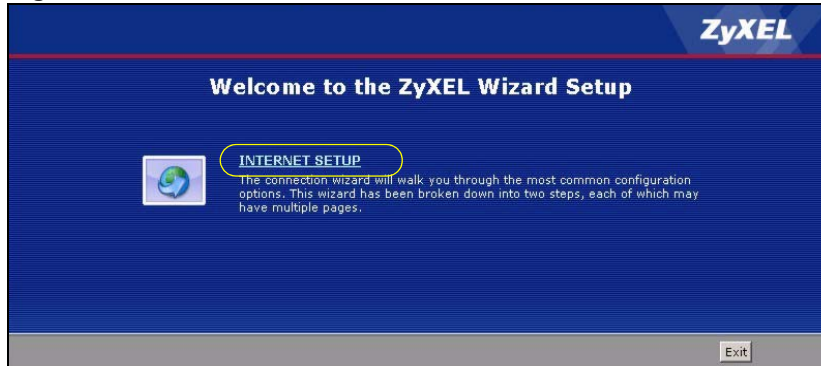 ZyXEL
Welcome to the ZyXEL Wizard Setup
INTERNET SETUP
The connection wizard will walk you through the most common configuration
options. This wizard has been broken down into two steps, each of which may
have multiple pages.
Exit